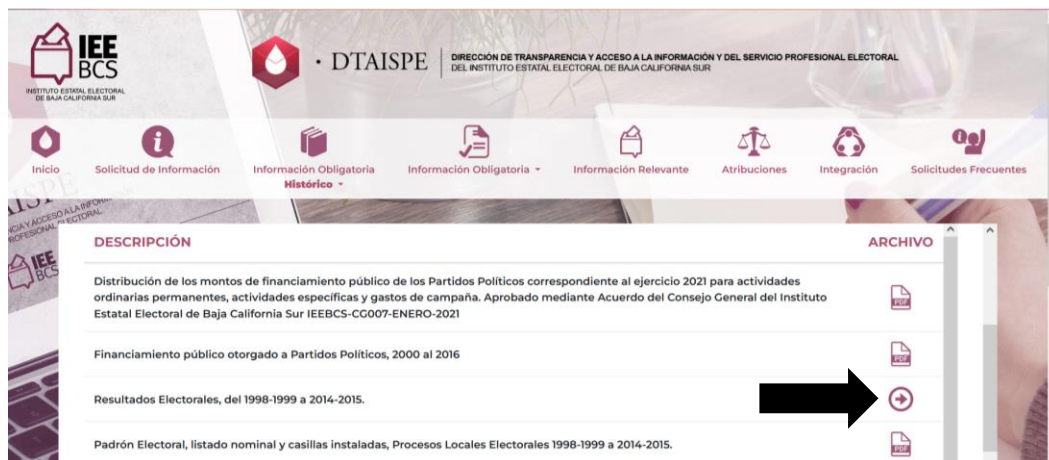 IEE
BCS
INSTITUTO ESTATAL ELECTORAL
DE BAJA CALIFORNIA SUR
· DTAISPE
DIRECCIÓN DE TRANSPARENCIA Y ACCESO A LA INFORMACIÓN Y DEL SERVICIO PROFESIONAL ELECTORAL
DEL INSTITUTO ESTATAL ELECTORAL DE BAJA CALIFORNIA SUR
Inicio
Solicitud de Información
Información Obligatoria
Histórico
Información Obligatoria
Información Relevante
Atribuciones
Integración
Solicitudes Frecuentes
IEE
BCS
DESCRIPCIÓN
ARCHIVO
Distribución de los montos de financiamiento público de los Partidos Políticos correspondiente al ejercicio 2021 para actividades
ordinarias permanentes, actividades específicas y gastos de campaña. Aprobado mediante Acuerdo del Consejo General del Instituto
Estatal Electoral de Baja California Sur IEEBCS-CG007-ENERO-2021
PDF
Financiamiento público otorgado a Partidos Políticos, 2000 al 2016
PDF
Resultados Electorales, del 1998-1999 a 2014-2015.
Padrón Electoral, listado nominal y casillas instaladas, Procesos Locales Electorales 1998-1999 a 2014-2015.
PDF